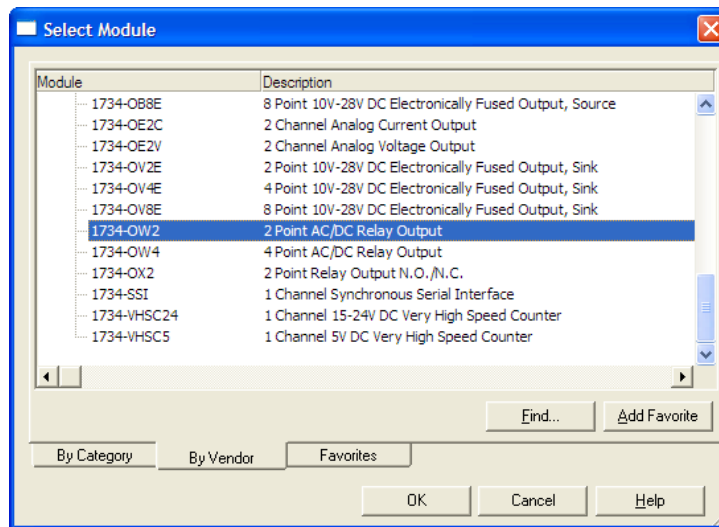 Select Module
Module Description
1734-OB8E 8 Point 10V-28V DC Electronically Fused Output, Source
1734-OE2C 2 Channel Analog Current Output
1734-OE2V 2 Channel Analog Voltage Output
1734-OV2E 2 Point 10V-28V DC Electronically Fused Output, Sink
1734-OV4E 4 Point 10V-28V DC Electronically Fused Output, Sink
1734-OV8E 8 Point 10V-28V DC Electronically Fused Output, Sink
1734-OW2 2 Point AC/DC Relay Output
1734-OW4 4 Point AC/DC Relay Output
1734-OX2 2 Point Relay Output N.O./N.C.
1734-SSI 1 Channel Synchronous Serial Interface
1734-VHSC24 1 Channel 15-24V DC Very High Speed Counter
1734-VHSC5 1 Channel 5V DC Very High Speed Counter
Find... Add Favorite
By Category By Vendor Favorites
OK Cancel Help